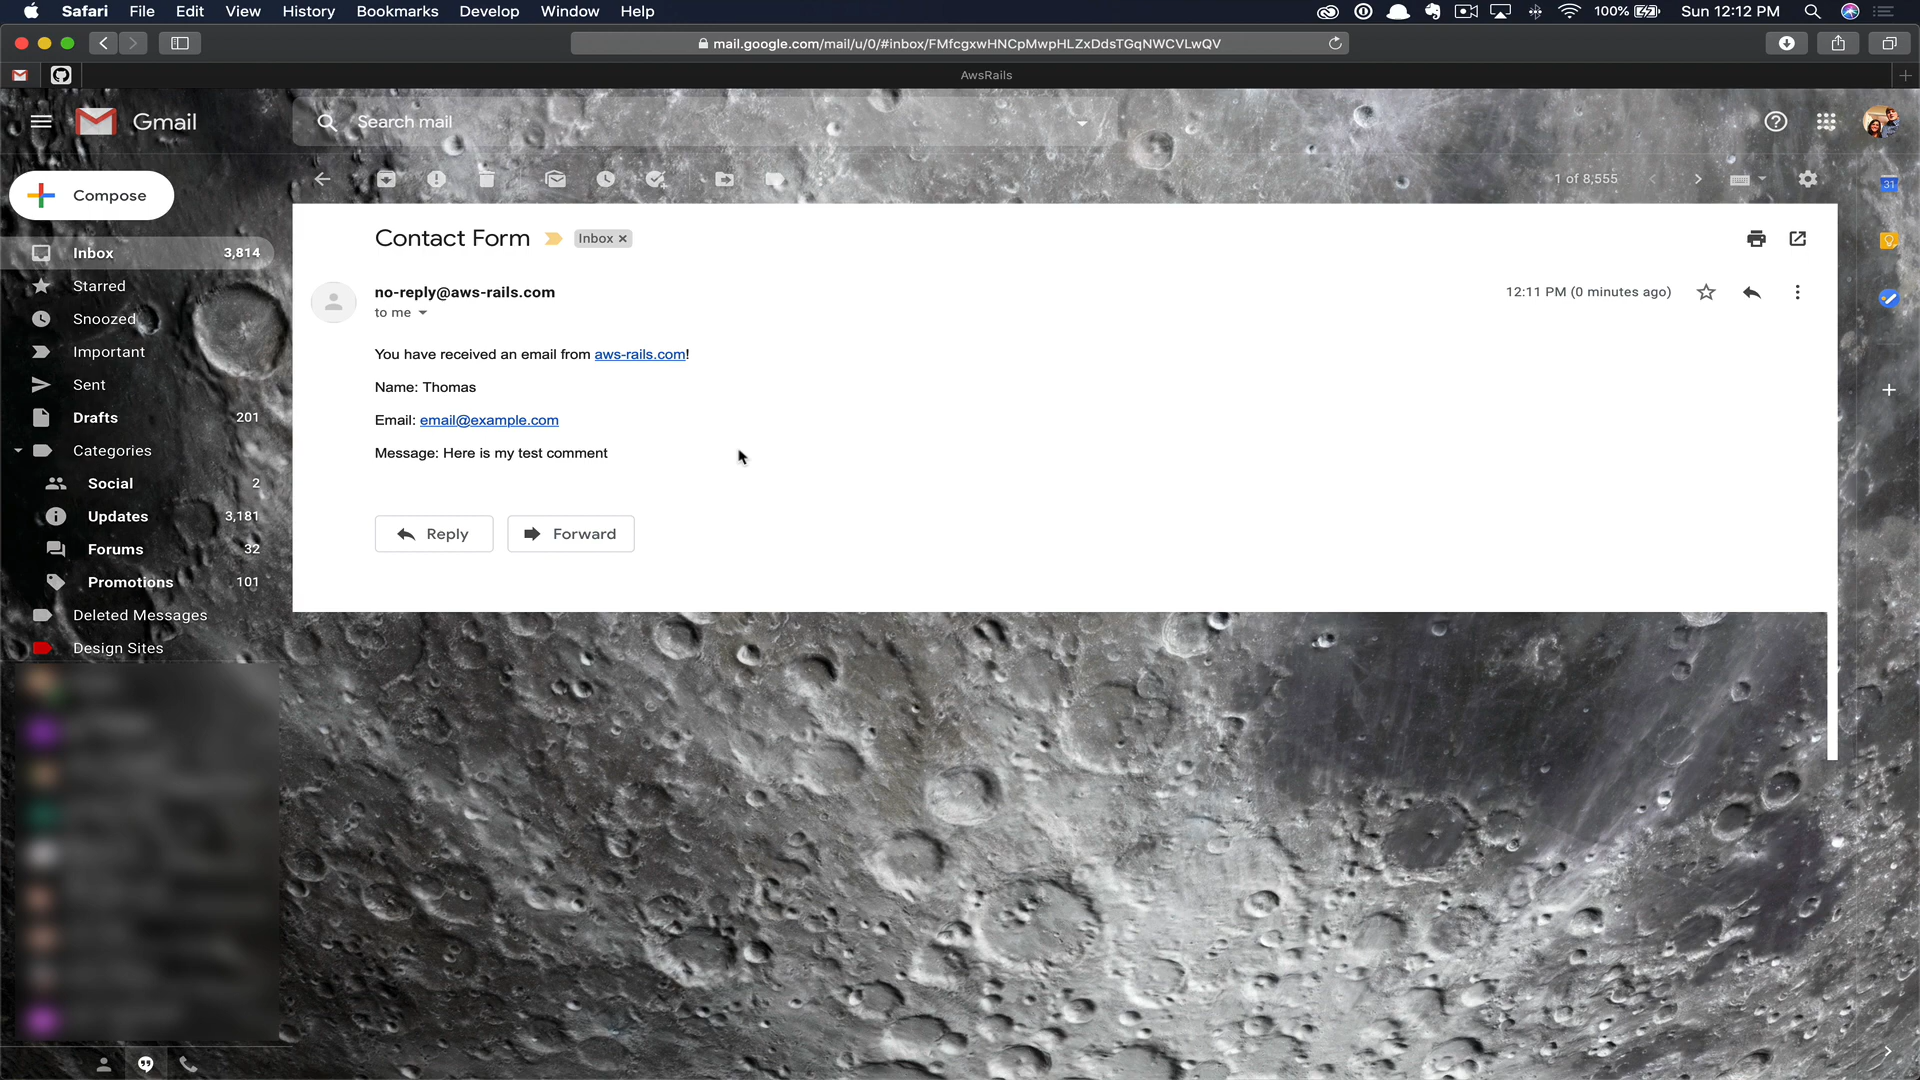 Safari File Edit View History Bookmarks Develop Window Help 100% Sun 12:12 PM
mail.google.com/mail/u/0/#inbox/FMfcgxwHNCpMwpHLZxDdsTGqNWCVLwQV
AwsRails
Gmail
Search mail
Compose
1 of 8,555
31
Contact Form Inbox ×
Inbox 3,814
no-reply@aws-rails.com 12:11 PM (0 minutes ago)
to me
Starred
Snoozed
Important
Sent
Drafts 201
Categories
Social 2
Updates 3,181
Forums 32
Promotions 101
Deleted Messages
Design Sites
You have received an email from aws-rails.com!
Name: Thomas
Email: email@example.com
Message: Here is my test comment
Reply Forward